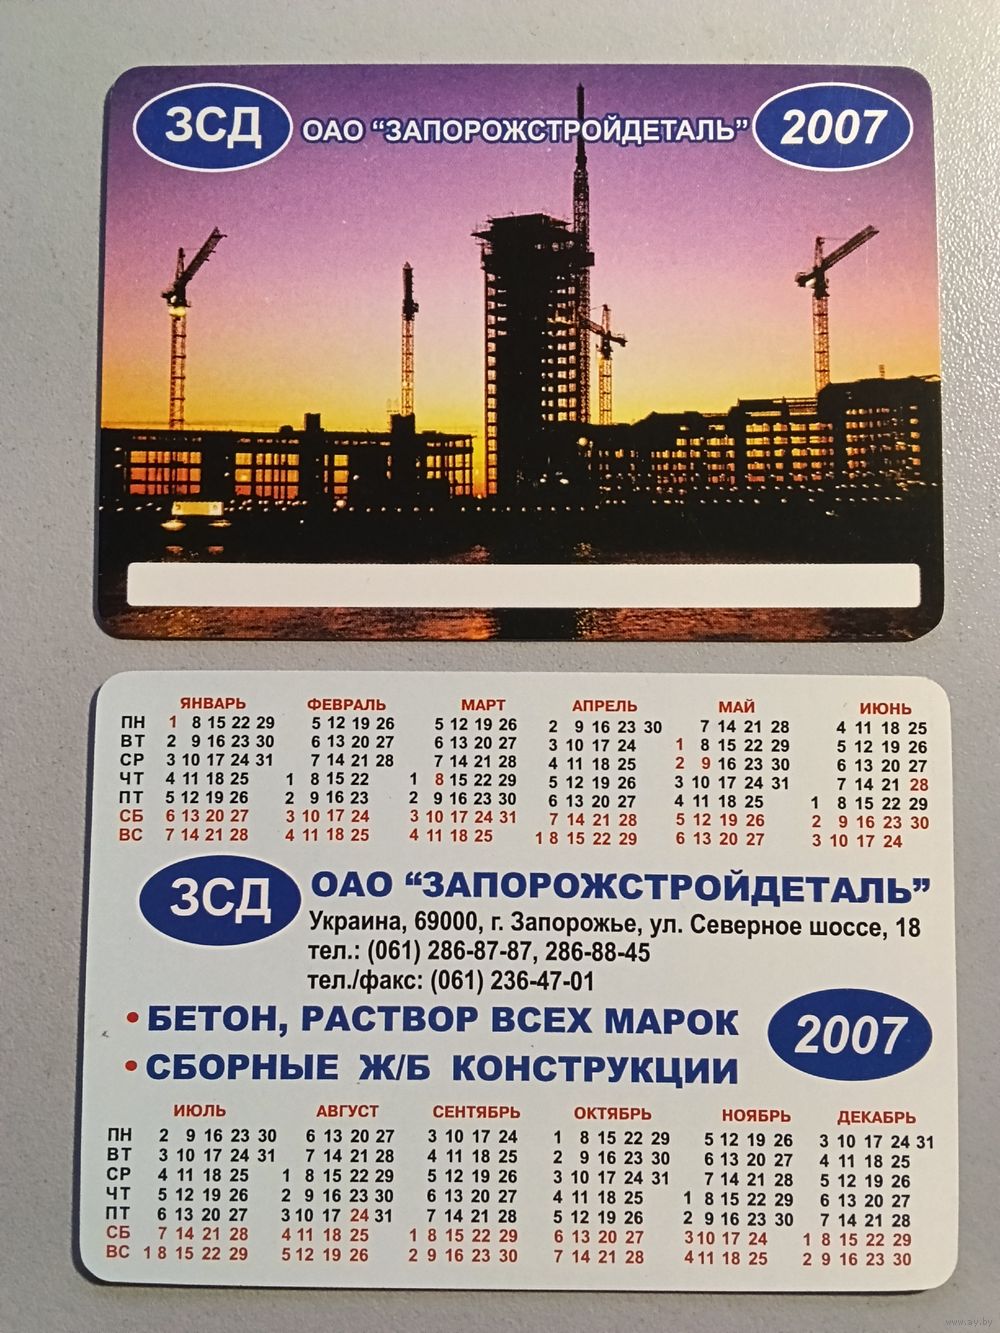 ЗСД ОАО “ЗАПОРОЖСТРОЙДЕТАЛЬ” 2007
ЯНВАРЬ ФЕВРАЛЬ МАРТ АПРЕЛЬ МАЙ ИЮНЬ
ПН 1 8 15 22 29 5 12 19 26 5 12 19 26 2 9 16 23 30 7 14 21 28 4 11 18 25
ВТ 2 9 16 23 30 6 13 20 27 6 13 20 27 3 10 17 24 1 8 15 22 29 5 12 19 26
СР 3 10 17 24 31 7 14 21 28 7 14 21 28 4 11 18 25 2 9 16 23 30 6 13 20 27
ЧТ 4 11 18 25 1 8 15 22 1 8 15 22 29 5 12 19 26 3 10 17 24 31 7 14 21 28
ПТ 5 12 19 26 2 9 16 23 2 9 16 23 30 6 13 20 27 4 11 18 25 1 8 15 22 29
СБ 6 13 20 27 3 10 17 24 3 10 17 24 31 7 14 21 28 5 12 19 26 2 9 16 23 30
ВС 7 14 21 28 4 11 18 25 4 11 18 25 1 8 15 22 29 6 13 20 27 3 10 17 24
ЗСД ОАО “ЗАПОРОЖСТРОЙДЕТАЛЬ”
Украина, 69000, г. Запорожье, ул. Северное шоссе, 18
тел.: (061) 286-87-87, 286-88-45
тел./факс: (061) 236-47-01
• БЕТОН, РАСТВОР ВСЕХ МАРОК
2007
• СБОРНЫЕ Ж/Б КОНСТРУКЦИИ
ИЮЛЬ АВГУСТ СЕНТЯБРЬ ОКТЯБРЬ НОЯБРЬ ДЕКАБРЬ
ПН 2 9 16 23 30 6 13 20 27 3 10 17 24 1 8 15 22 29 5 12 19 26 3 10 17 24 31
ВТ 3 10 17 24 31 7 14 21 28 4 11 18 25 2 9 16 23 30 6 13 20 27 4 11 18 25
СР 4 11 18 25 1 8 15 22 29 5 12 19 26 3 10 17 24 31 7 14 21 28 5 12 19 26
ЧТ 5 12 19 26 2 9 16 23 30 6 13 20 27 4 11 18 25 1 8 15 22 29 6 13 20 27
ПТ 6 13 20 27 3 10 17 24 31 7 14 21 28 5 12 19 26 2 9 16 23 30 7 14 21 28
СБ 7 14 21 28 4 11 18 25 1 8 15 22 29 6 13 20 27 3 10 17 24 1 8 15 22 29
ВС 1 8 15 22 29 5 12 19 26 2 9 16 23 30 7 14 21 28 4 11 18 25 2 9 16 23 30
www.ay.by